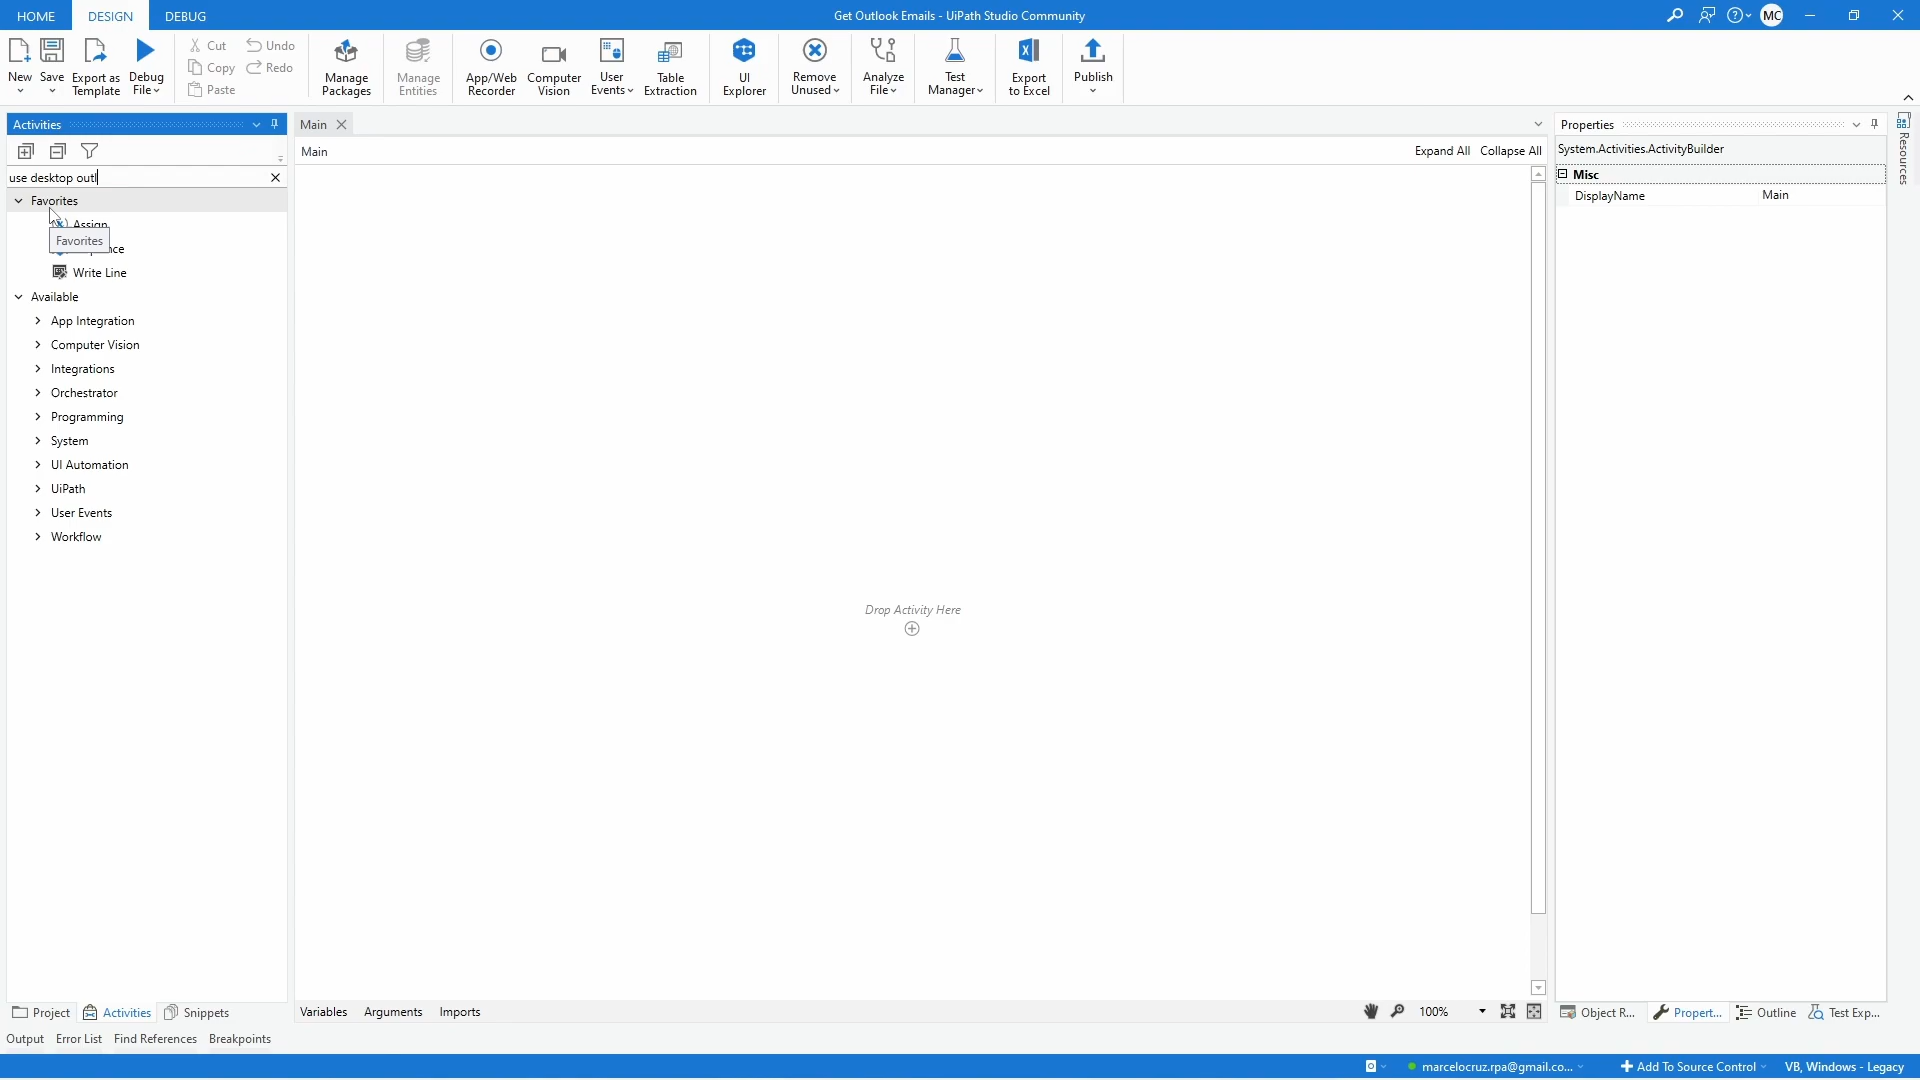 HOME DESIGN DEBUG
Get Outlook Emails - UiPath Studio Community
MC
New
Save
Export as
Template
Debug
File
Cut
Copy
Paste
Undo
Redo
Manage
Packages
Manage
Entities
App/Web
Recorder
Computer
Vision
User
Events
Table
Extraction
UI
Explorer
Remove
Unused
Analyze
File
Test
Manager
Export
to Excel
Publish
Activities
use desktop outl
Favorites
Assign
Favorites
nce
Write Line
Available
App Integration
Computer Vision
Integrations
Orchestrator
Programming
System
UI Automation
UiPath
User Events
Workflow
Main
Main
Expand All Collapse All
Drop Activity Here
Properties
System.Activities.ActivityBuilder
Misc
DisplayName Main
Resources
Project Activities Snippets
Variables Arguments Imports
100%
Object R... Propert... Outline Test Exp...
Output Error List Find References Breakpoints
marcelocruz.rpa@gmail.co...
Add To Source Control
VB, Windows - Legacy